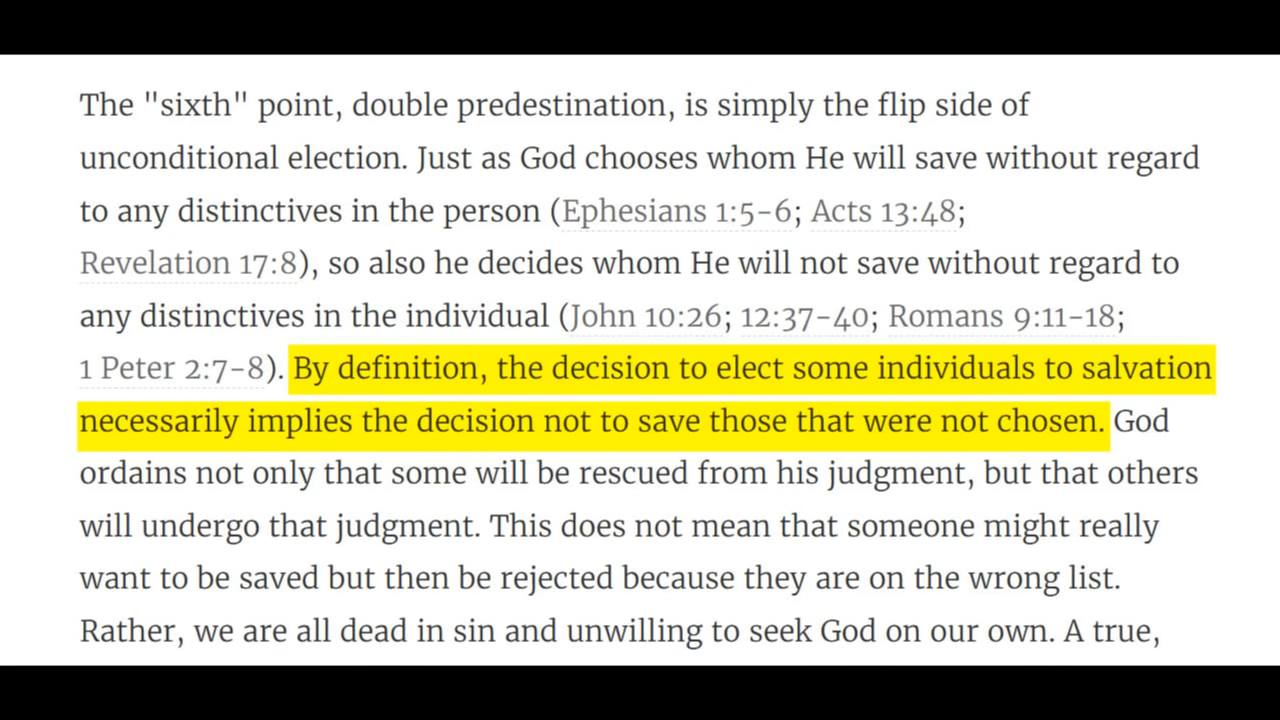 The "sixth" point, double predestination, is simply the flip side of
unconditional election. Just as God chooses whom He will save without regard
to any distinctives in the person (Ephesians 1:5-6; Acts 13:48;
Revelation 17:8), so also he decides whom He will not save without regard to
any distinctives in the individual (John 10:26; 12:37-40; Romans 9:11-18;
1 Peter 2:7-8). By definition, the decision to elect some individuals to salvation
necessarily implies the decision not to save those that were not chosen. God
ordains not only that some will be rescued from his judgment, but that others
will undergo that judgment. This does not mean that someone might really
want to be saved but then be rejected because they are on the wrong list.
Rather, we are all dead in sin and unwilling to seek God on our own. A true,